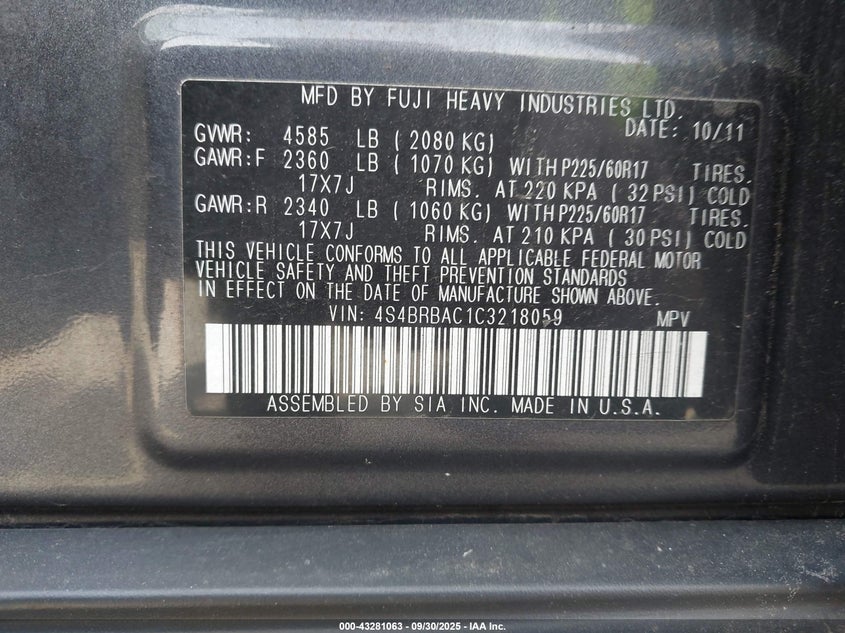 MFD BY FUJI HEAVY INDUSTRIES LTD.
DATE: 10/11
GVWR: 4585 LB (2080 KG)
GAWR:F 2360 LB (1070 KG) WITH P225/60R17 TIRES.
17X7J RIMS. AT 220 KPA (32 PSI) COLD
GAWR:R 2340 LB (1060 KG) WITH P225/60R17 TIRES.
17X7J RIMS. AT 210 KPA (30 PSI) COLD
THIS VEHICLE CONFORMS TO ALL APPLICABLE FEDERAL MOTOR
VEHICLE SAFETY AND THEFT PREVENTION STANDARDS
IN EFFECT ON THE DATE OF MANUFACTURE SHOWN ABOVE.
VIN: 4S4BRBAC1C3218059 MPV
ASSEMBLED BY SIA INC. MADE IN U.S.A.
000-43281063 - 09/30/2025 - IAA Inc.